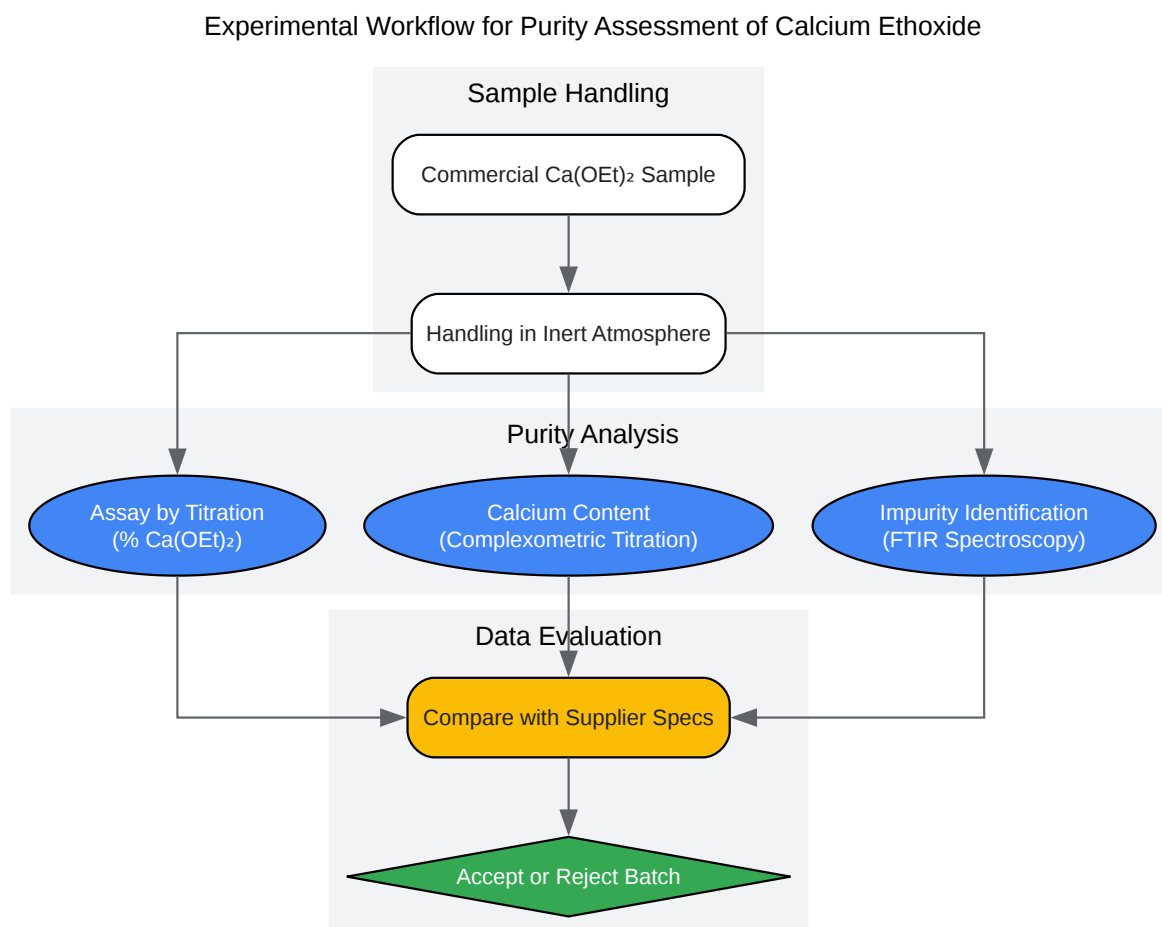 Experimental Workflow for Purity Assessment of Calcium Ethoxide
Sample Handling
Commercial Ca(OEt)₂ Sample
Handling in Inert Atmosphere
Purity Analysis
Assay by Titration
(% Ca(OEt)₂)
Calcium Content
(Complexometric Titration)
Impurity Identification
(FTIR Spectroscopy)
Data Evaluation
Compare with Supplier Specs
Accept or Reject Batch